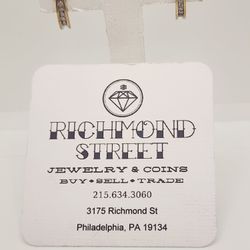 RICHMOND
STREET
JEWELRY & COINS
BUY • SELL • TRADE
215.634.3060
3175 Richmond St
Philadelphia, PA 19134